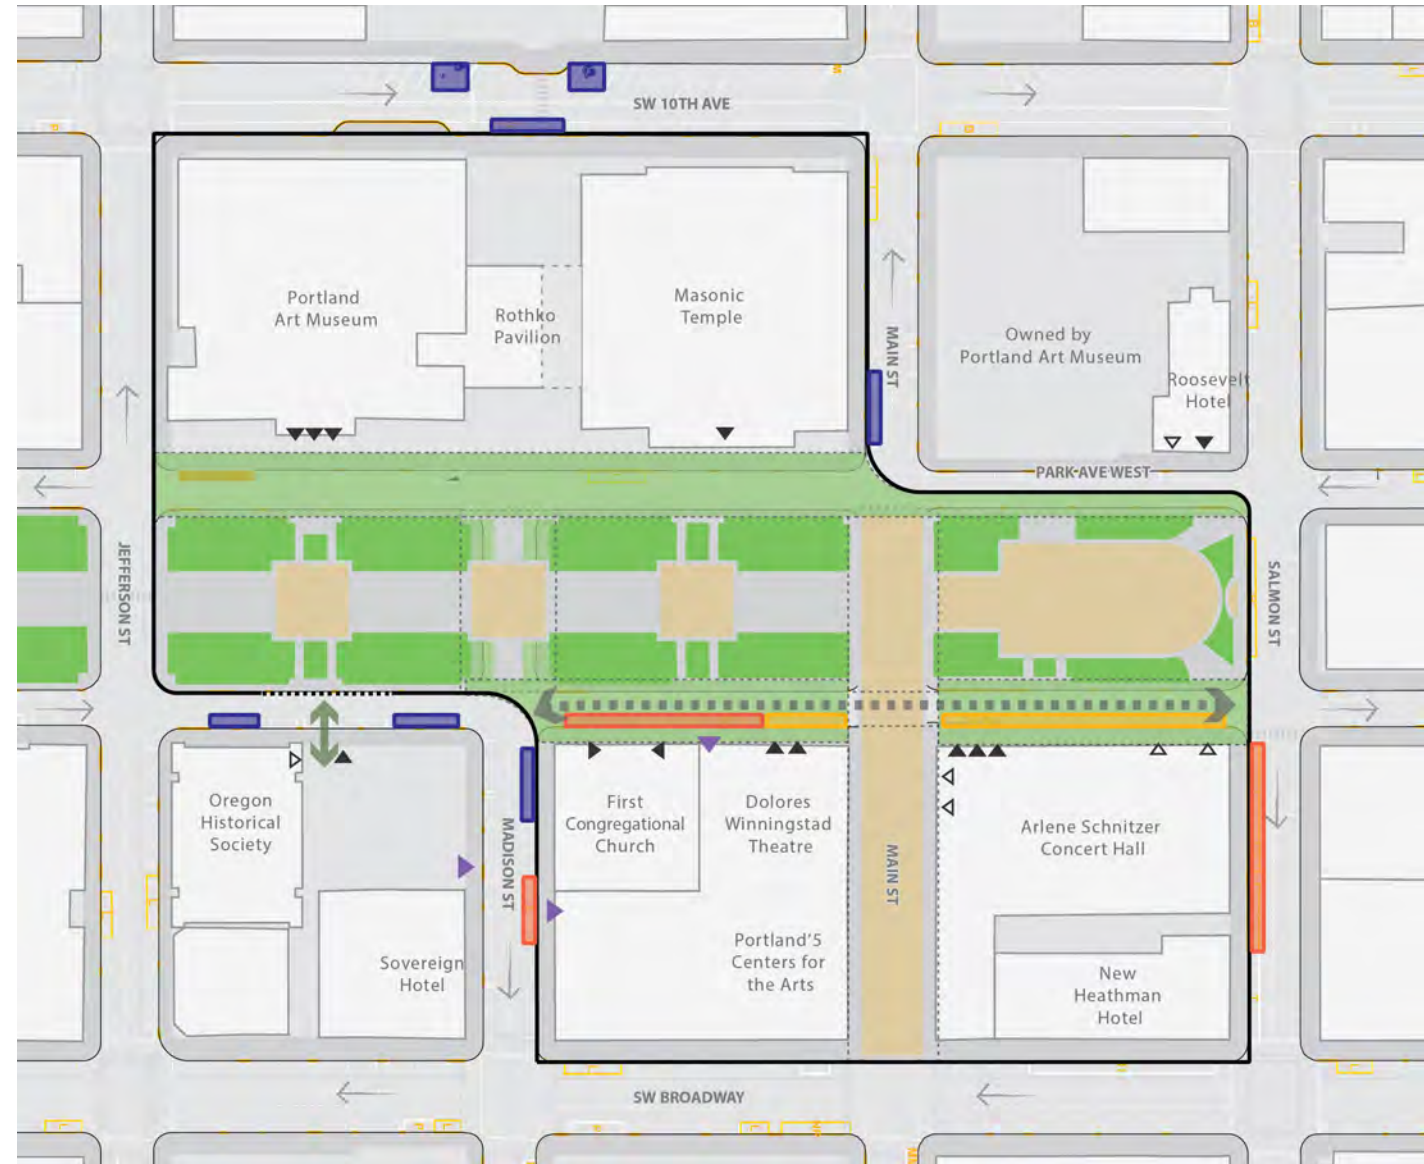 SW 10TH AVE
Portland
Art Museum
Rothko
Pavilion
Masonic
Temple
MAIN ST
Owned by
Portland Art Museum
Roosevelt
Hotel
PARK AVE WEST
JEFFERSON ST
SALMON ST
Oregon
Historical
Society
MADISON ST
First
Congregational
Church
Dolores
Winningstad
Theatre
MAIN ST
Arlene Schnitzer
Concert Hall
Sovereign
Hotel
Portland'5
Centers for
the Arts
New
Heathman
Hotel
SW BROADWAY